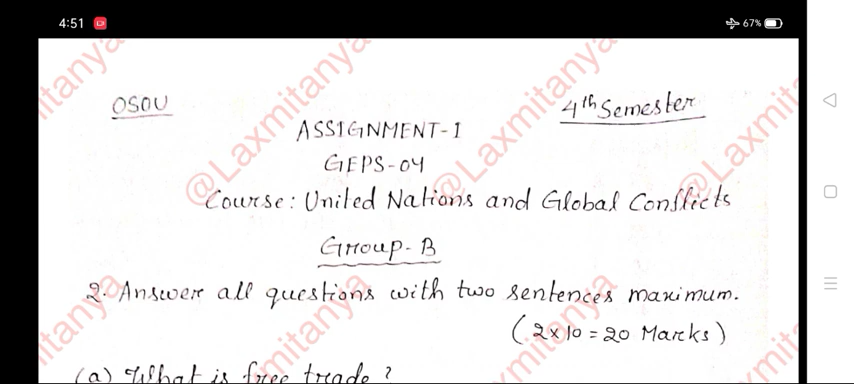 4:51 67%
OSOU 4th Semester
ASSIGNMENT-1
GEPS-04
Course: United Nations and Global Conflicts
Group-B
2. Answer all questions with two sentences maximum.
(2x10=20 Marks)
(a) What is free trade?
@Laxmitanya